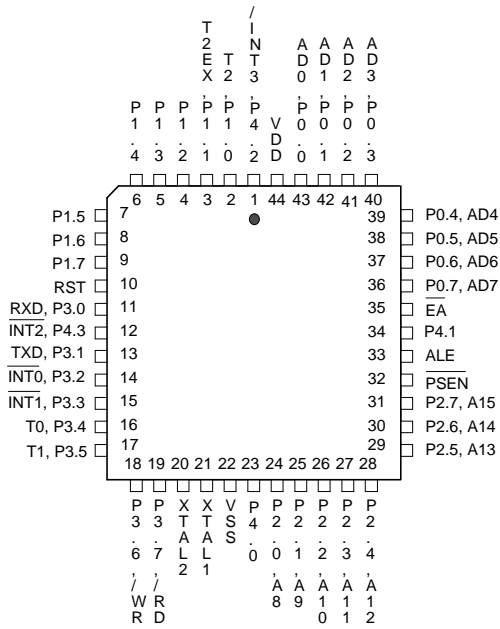 P1.4
P1.3
P1.2
T2EX, P1.1
T2, P1.0
/INT3, P4.2
VDD
AD0, P0.0
AD1, P0.1
AD2, P0.2
AD3, P0.3
6 5 4 3 2 1 44 43 42 41 40
P1.5 7
P1.6 8
P1.7 9
RST 10
RXD, P3.0 11
INT2, P4.3 12
TXD, P3.1 13
INT0, P3.2 14
INT1, P3.3 15
T0, P3.4 16
T1, P3.5 17
39 P0.4, AD4
38 P0.5, AD5
37 P0.6, AD6
36 P0.7, AD7
35 EA
34 P4.1
33 ALE
32 PSEN
31 P2.7, A15
30 P2.6, A14
29 P2.5, A13
18 19 20 21 22 23 24 25 26 27 28
P3.6, /WR
P3.7, /RD
XTAL2
XTAL1
VSS
P4.0
P2.0, A8
P2.1, A9
P2.2, A10
P2.3, A11
P2.4, A12